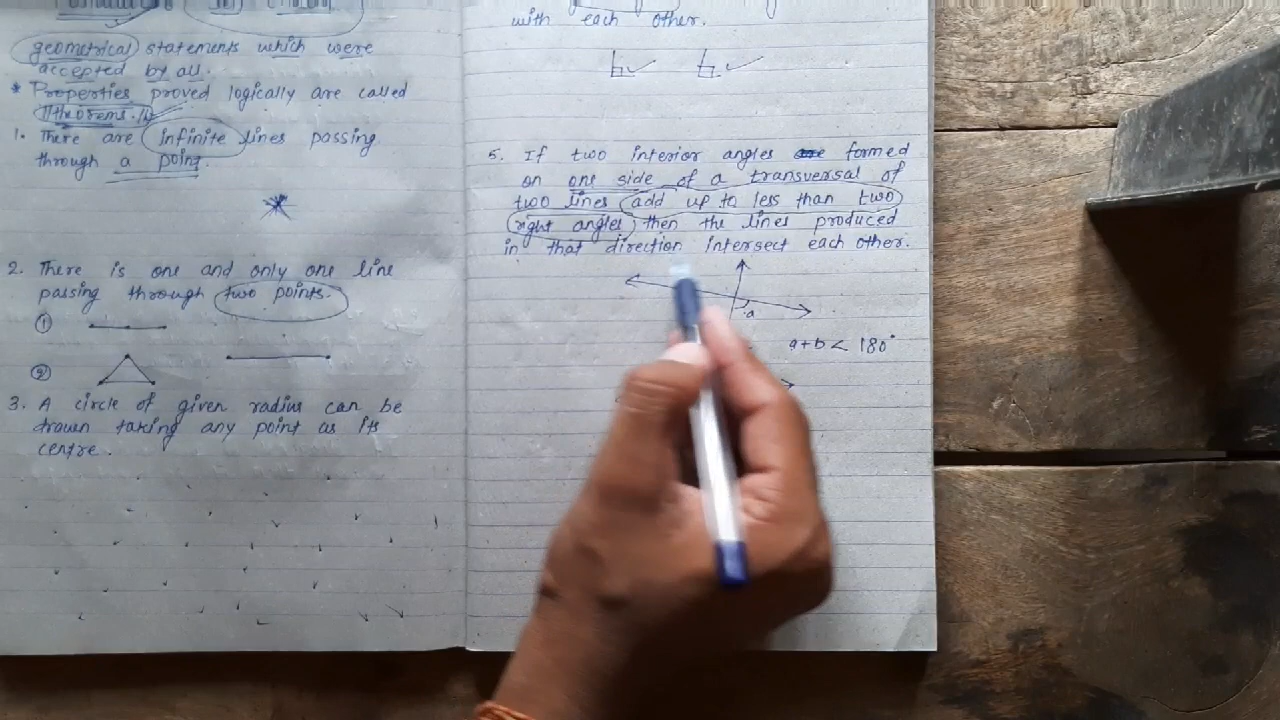 geometrical statements which were
accepted by all.
* Properties proved logically are called
"theorems."
1. There are infinite lines passing
through a point.
2. There is one and only one line
passing through two points.
①
②
3. A circle of given radius can be
drawn taking any point as its
centre.
with each other.
5. If two interior angles are formed
on one side of a transversal of
two lines add up to less than two
right angles then the lines produced
in that direction intersect each other.
a
a+b < 180°